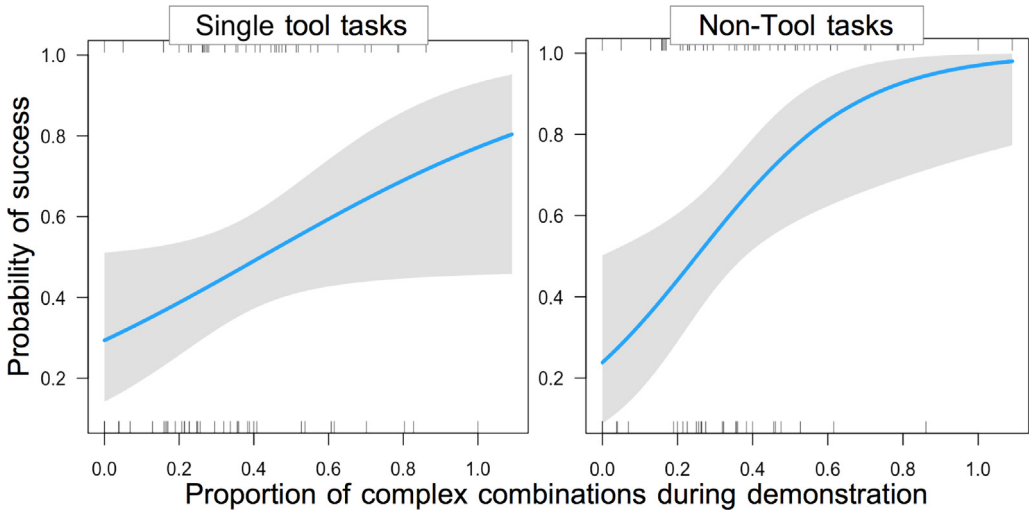 Single tool tasks
Non-Tool tasks
Probability of success
1.0
0.8
0.6
0.4
0.2
1.0
0.8
0.6
0.4
0.2
0.0 0.2 0.4 0.6 0.8 1.0
0.0 0.2 0.4 0.6 0.8 1.0
Proportion of complex combinations during demonstration